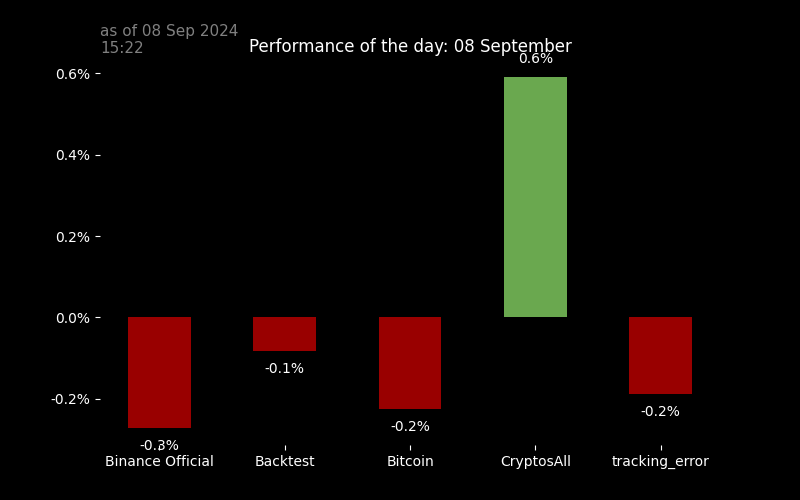 as of 08 Sep 2024
15:22
Performance of the day: 08 September
0.6%
0.6%
0.4%
0.2%
0.0%
-0.1%
-0.2%
-0.2%
-0.2%
-0.3%
Binance Official
Backtest
Bitcoin
CryptosAll
tracking_error